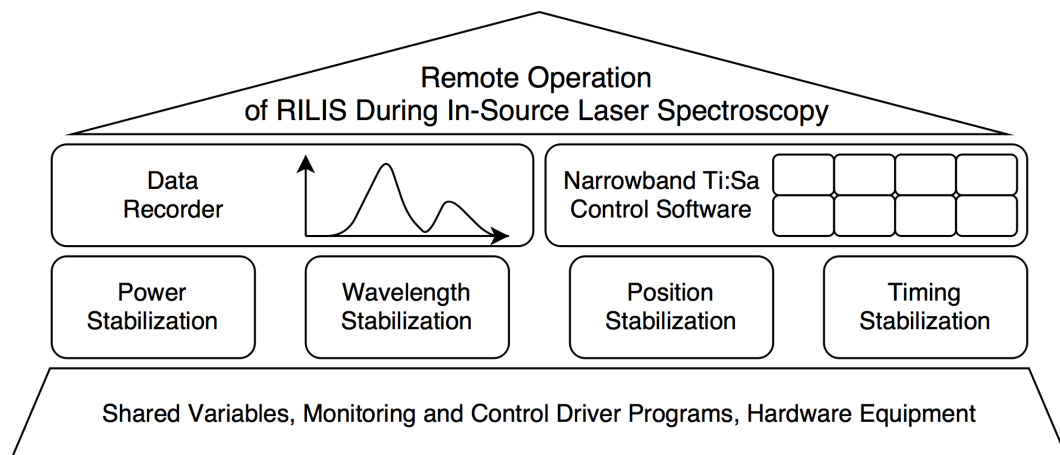 Remote Operation
of RILIS During In-Source Laser Spectroscopy
Data
Recorder
Narrowband Ti:Sa
Control Software
Power
Stabilization
Wavelength
Stabilization
Position
Stabilization
Timing
Stabilization
Shared Variables, Monitoring and Control Driver Programs, Hardware Equipment